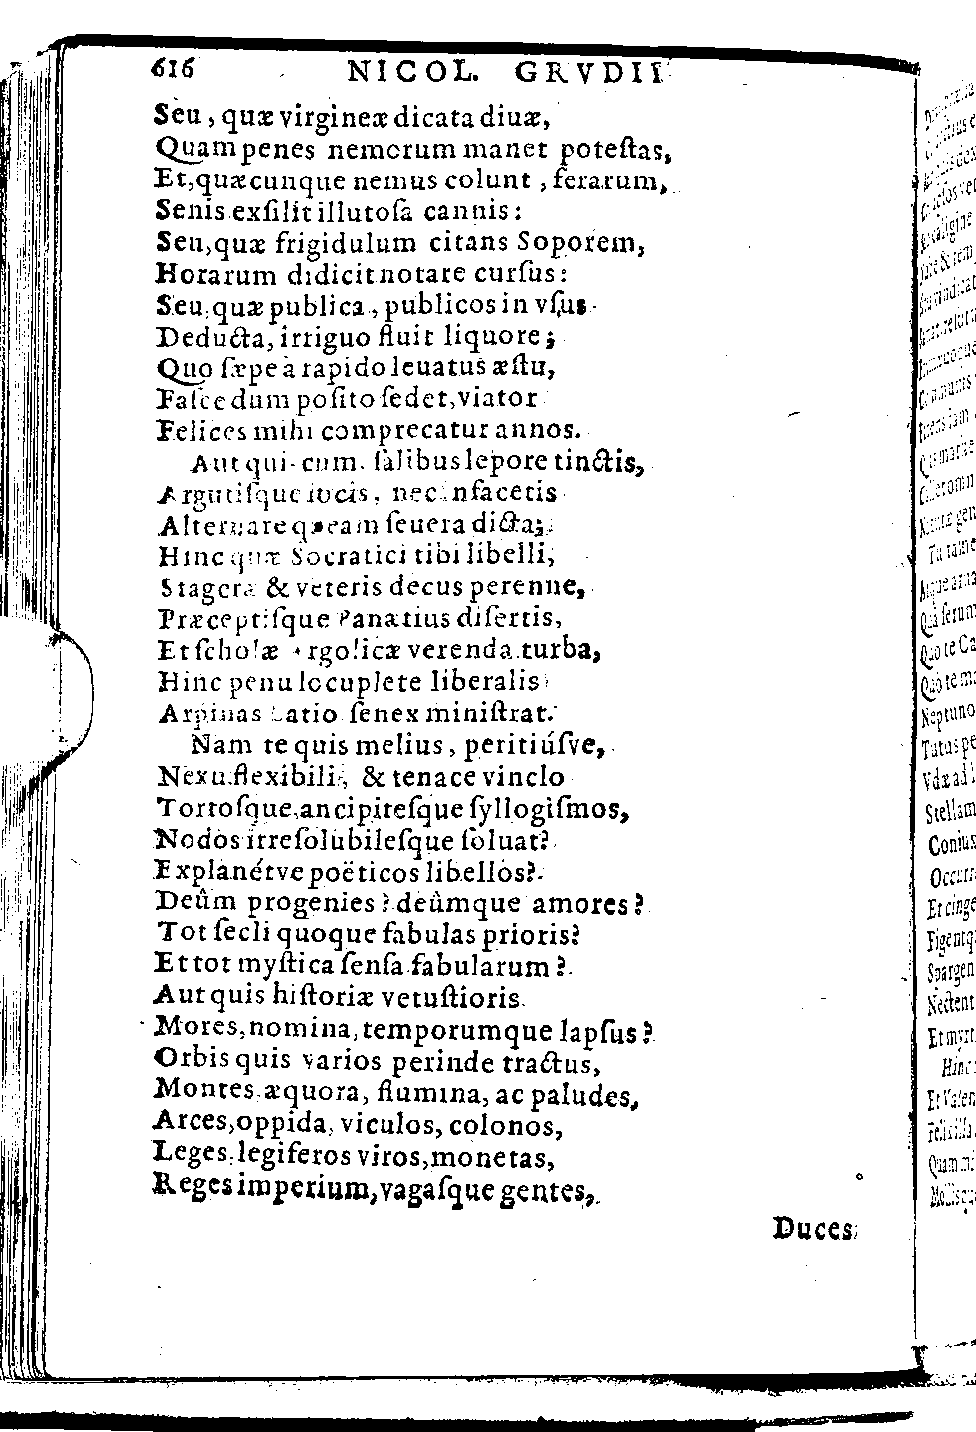 616 NICOL. GRVDII
Seu, quæ virgineæ dicata diuæ,
Quam penes nemorum manet poteſtas,
Et, quæcunque nemus colunt, ferarum,
Senis exſilit illutoſa cannis:
Seu, quæ frigidulum citans Soporem,
Horarum didicit notare curſus:
Seu, quæ publica, publicos in vſus
Deducta, irriguo fluit liquore;
Quo ſæpe à rapido leuatus æſtu,
Faſce dum poſito ſedet, viator
Felices mihi comprecatur annos.
Aut qui cum ſalibus lepore tinctis,
Argutiſque iocis, nec infacetis
Alternare queam ſeuera dicta;
Hinc quæ Socratici tibi libelli,
Stagera & veteris decus perenne,
Præceptiſque Panætius diſertis,
Et ſcholæ Argolicæ verenda turba,
Hinc penu locuplete liberalis
Arpinas Latio ſenex miniſtrat.
Nam te quis melius, peritiúſve,
Nexu flexibili, & tenace vinclo
Tortoſque, ancipiteſque ſyllogiſmos,
Nodos irreſolubileſque ſoluat?
Explanétve poëticos libellos?
Deûm progenies? deûmque amores?
Tot ſecli quoque fabulas prioris?
Et tot myſtica ſenſa fabularum?
Aut quis hiſtoriæ vetuſtioris
Mores, nomina, temporumque lapſus?
Orbis quis varios perinde tractus,
Montes, æquora, flumina, ac paludes,
Arces, oppida, viculos, colonos,
Leges, legiferos viros, monetas,
Reges imperium, vagaſque gentes,
Duces